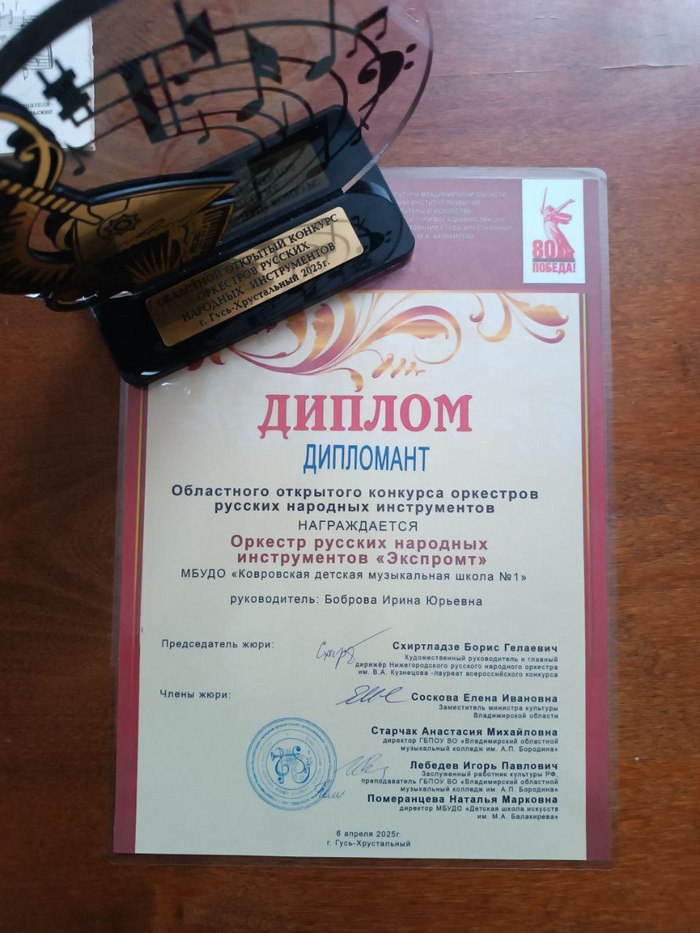 ОБЛАСТНОЙ ОТКРЫТЫЙ КОНКУРС
ОРКЕСТРОВ РУССКИХ
НАРОДНЫХ ИНСТРУМЕНТОВ
г. Гусь-Хрустальный 2025г.
80
ПОБЕДА!
ДИПЛОМ
ДИПЛОМАНТ
Областного открытого конкурса оркестров
русских народных инструментов
НАГРАЖДАЕТСЯ
Оркестр русских народных
инструментов «Экспромт»
МБУДО «Ковровская детская музыкальная школа №1»
руководитель: Боброва Ирина Юрьевна
Председатель жюри:
Схиртладзе Борис Гелаевич
Художественный руководитель и главный
дирижёр Нижегородского русского народного оркестра
им. В.А. Кузнецова -лауреат всероссийского конкурса
Члены жюри:
Соскова Елена Ивановна
Заместитель министра культуры
Владимирской области
Старчак Анастасия Михайловна
директор ГБПОУ ВО «Владимирский областной
музыкальный колледж им. А.П. Бородина»
Лебедев Игорь Павлович
Заслуженный работник культуры РФ,
преподаватель ГБПОУ ВО «Владимирский областной
музыкальный колледж им. А.П. Бородина»
Померанцева Наталья Марковна
директор МБУДО «Детская школа искусств
им. М.А. Балакирева»
6 апреля 2025г.
г. Гусь-Хрустальный